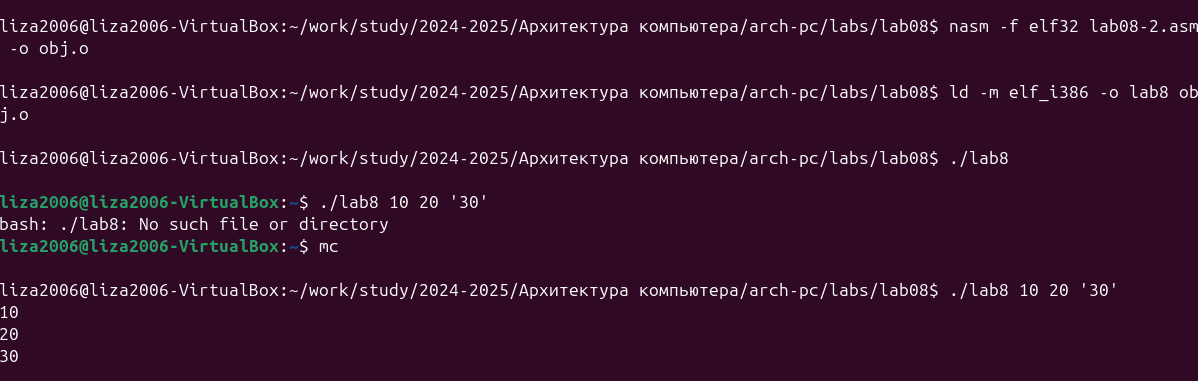 liza2006@liza2006-VirtualBox:~/work/study/2024-2025/Архитектура компьютера/arch-pc/labs/lab08$ nasm -f elf32 lab08-2.asm
 -o obj.o
liza2006@liza2006-VirtualBox:~/work/study/2024-2025/Архитектура компьютера/arch-pc/labs/lab08$ ld -m elf_i386 -o lab8 ob
j.o
liza2006@liza2006-VirtualBox:~/work/study/2024-2025/Архитектура компьютера/arch-pc/labs/lab08$ ./lab8
liza2006@liza2006-VirtualBox:~$ ./lab8 10 20 '30'
bash: ./lab8: No such file or directory
liza2006@liza2006-VirtualBox:~$ mc
liza2006@liza2006-VirtualBox:~/work/study/2024-2025/Архитектура компьютера/arch-pc/labs/lab08$ ./lab8 10 20 '30'
10
20
30